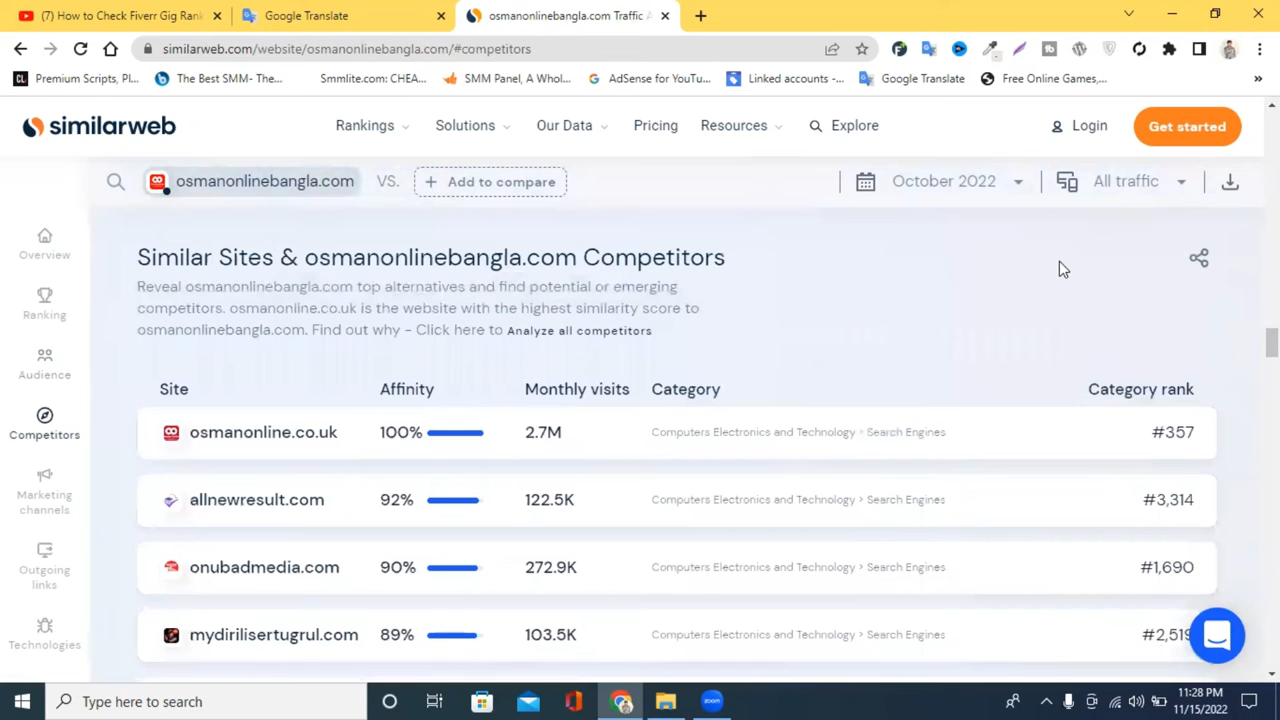 (7) How to Check Fiverr Gig Rank
Google Translate
osmanonlinebangla.com Traffic A
similarweb.com/website/osmanonlinebangla.com/#competitors
Premium Scripts, Pl...
The Best SMM- The...
Smmlite.com: CHEA...
SMM Panel, A Whol...
AdSense for YouTu...
Linked accounts -...
Google Translate
Free Online Games,...
similarweb
Rankings
Solutions
Our Data
Pricing
Resources
Explore
Login
Get started
osmanonlinebangla.com
VS.
+ Add to compare
October 2022
All traffic
Overview
Ranking
Audience
Competitors
Marketing
channels
Outgoing
links
Technologies
Similar Sites & osmanonlinebangla.com Competitors
Reveal osmanonlinebangla.com top alternatives and find potential or emerging
competitors. osmanonline.co.uk is the website with the highest similarity score to
osmanonlinebangla.com. Find out why - Click here to Analyze all competitors
Site Affinity Monthly visits Category Category rank
osmanonline.co.uk 100% 2.7M Computers Electronics and Technology > Search Engines #357
allnewresult.com 92% 122.5K Computers Electronics and Technology > Search Engines #3,314
onubadmedia.com 90% 272.9K Computers Electronics and Technology > Search Engines #1,690
mydirilisertugrul.com 89% 103.5K Computers Electronics and Technology > Search Engines #2,519
Type here to search
11:28 PM
11/15/2022